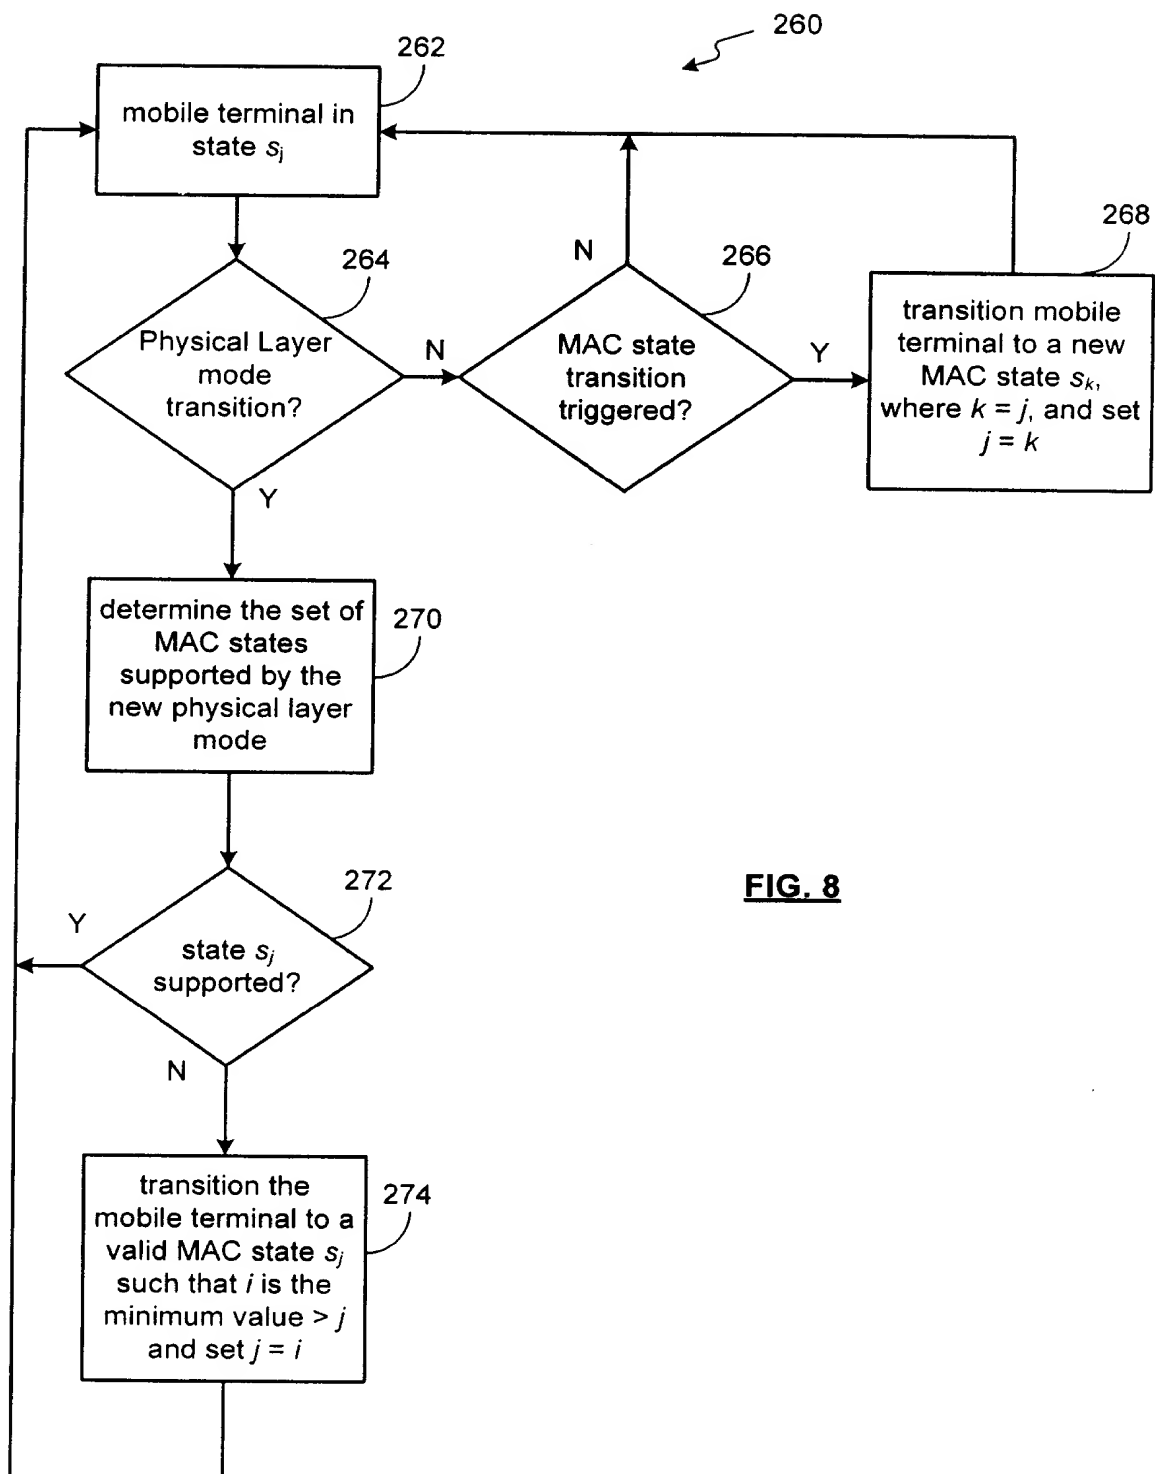 260
262
mobile terminal in
state sj
264
Physical Layer
mode
transition?
N
Y
266
N
MAC state
transition
triggered?
Y
268
transition mobile
terminal to a new
MAC state sk,
where k = j, and set
j = k
270
determine the set of
MAC states
supported by the
new physical layer
mode
272
Y
state sj
supported?
N
FIG. 8
274
transition the
mobile terminal to a
valid MAC state sj
such that i is the
minimum value > j
and set j = i